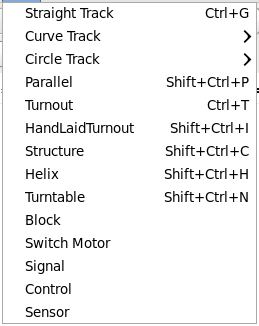 Straight Track Ctrl+G
Curve Track
Circle Track
Parallel Shift+Ctrl+P
Turnout Ctrl+T
HandLaidTurnout Shift+Ctrl+I
Structure Shift+Ctrl+C
Helix Shift+Ctrl+H
Turntable Shift+Ctrl+N
Block
Switch Motor
Signal
Control
Sensor